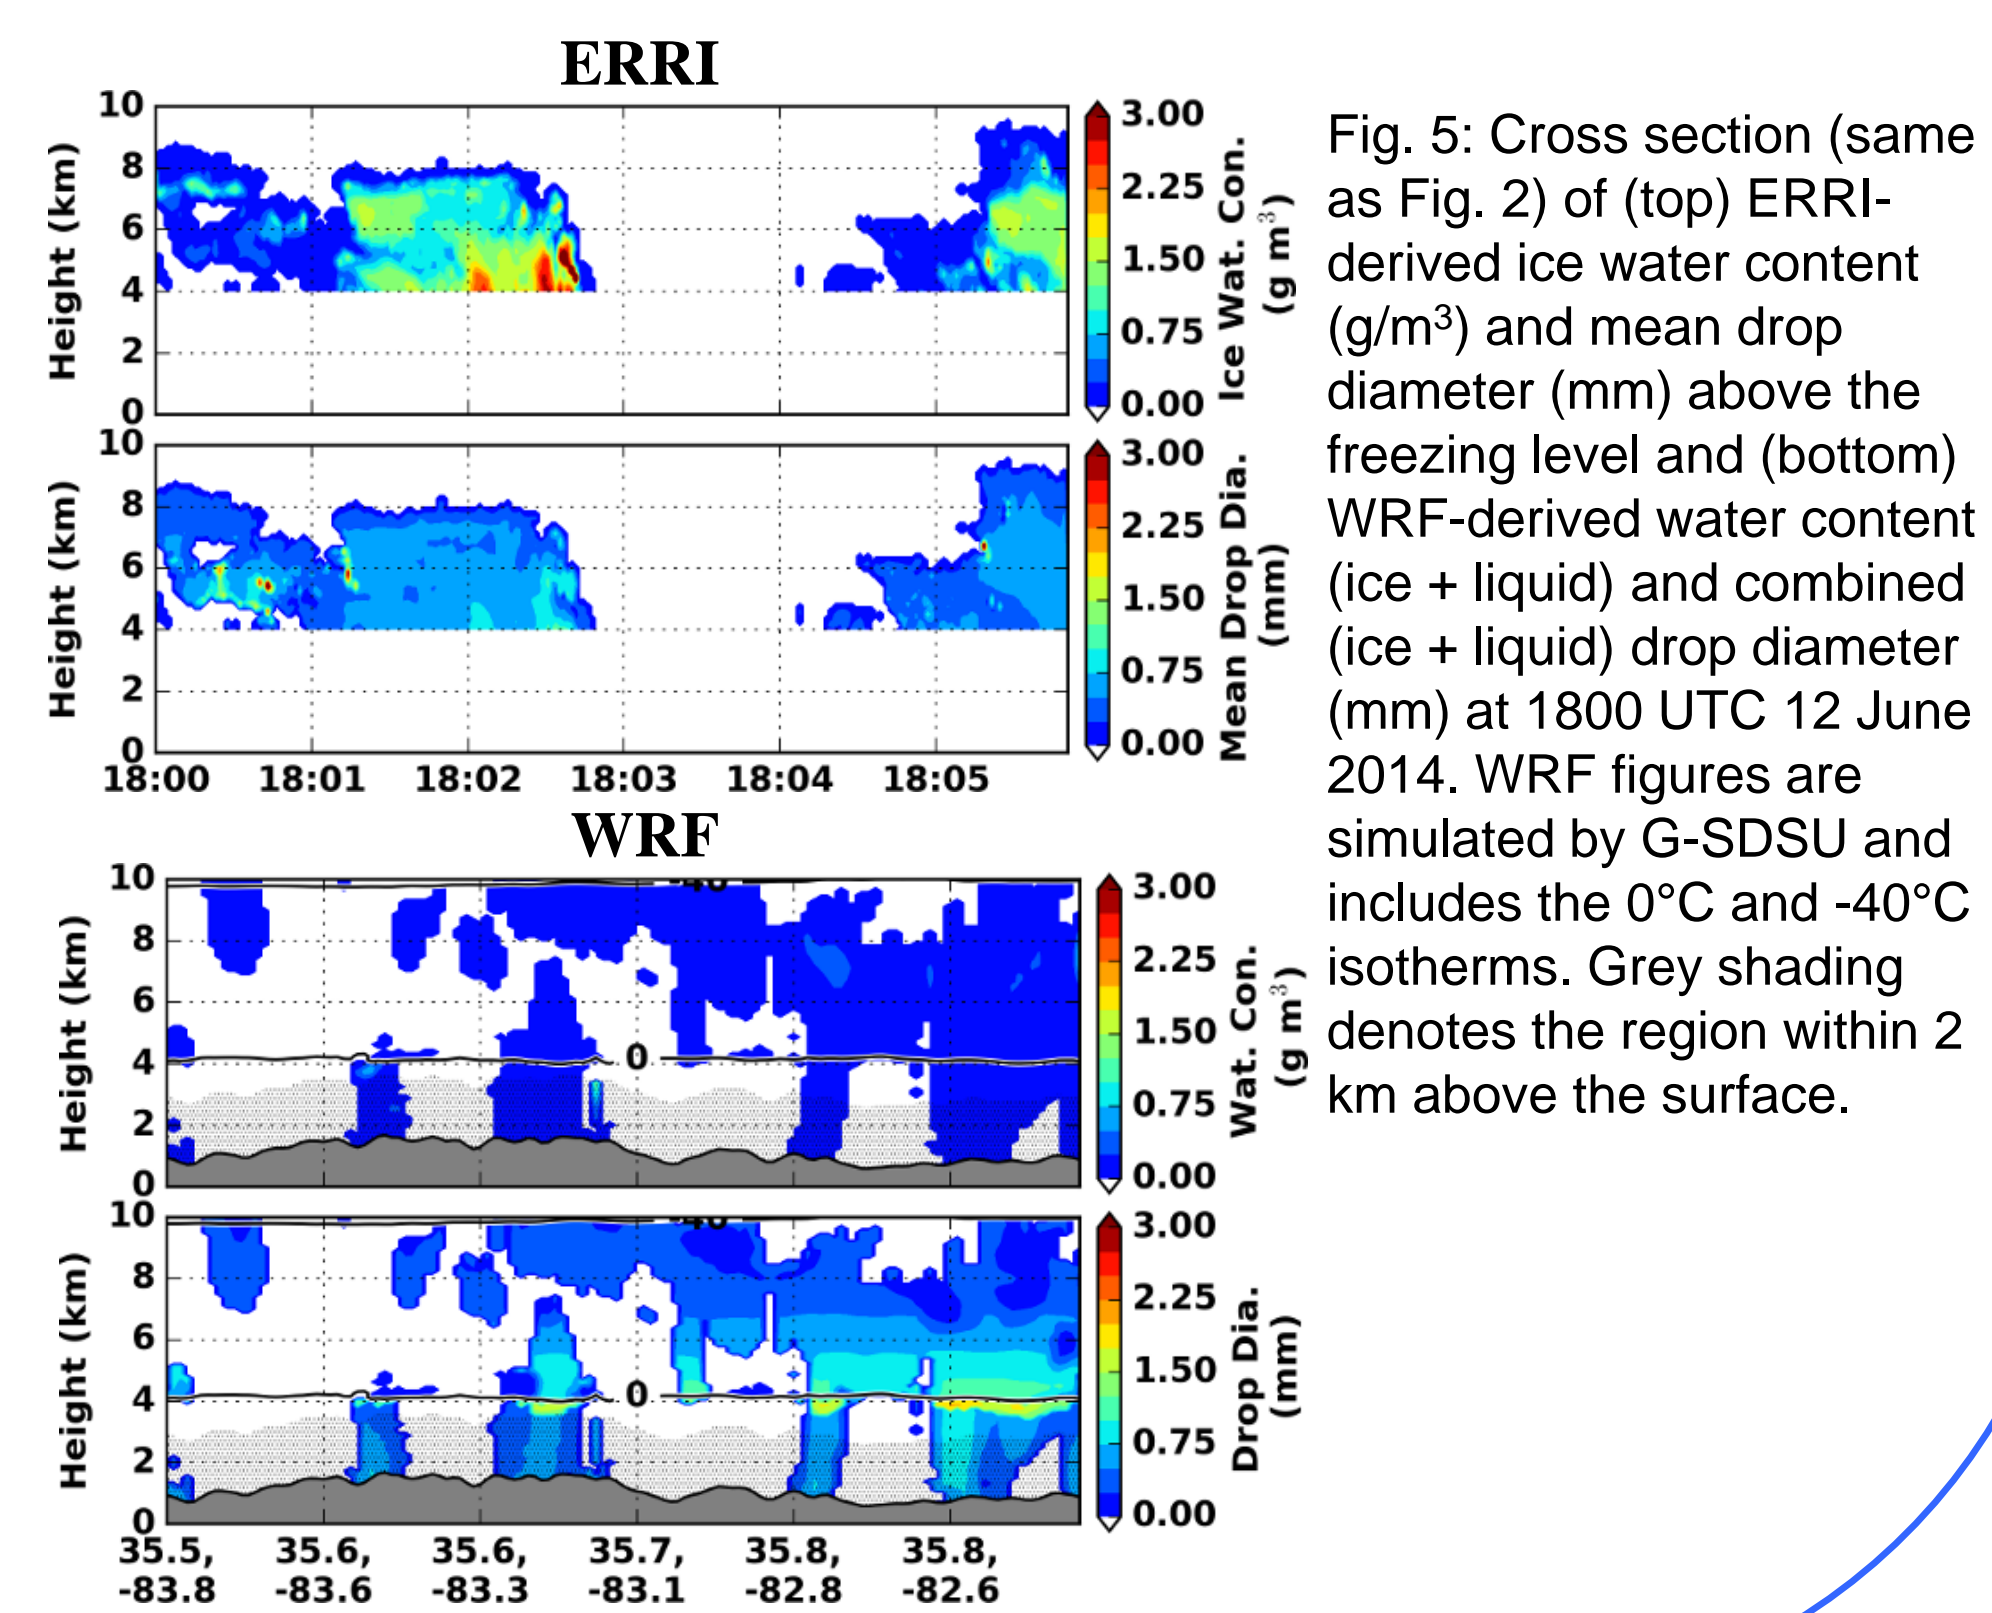 ERRI
10
8
6
4
2
0
Height (km)
3.00
2.25
1.50
0.75
0.00
Ice Wat. Con.
(g m³)
10
8
6
4
2
0
Height (km)
3.00
2.25
1.50
0.75
0.00
Mean Drop Dia.
(mm)
18:00 18:01 18:02 18:03 18:04 18:05
WRF
10
8
6
4
2
0
Height (km)
-40
0
3.00
2.25
1.50
0.75
0.00
Wat. Con.
(g m³)
10
8
6
4
2
0
Height (km)
-40
0
3.00
2.25
1.50
0.75
0.00
Drop Dia.
(mm)
35.5, 35.6, 35.6, 35.7, 35.8, 35.8,
-83.8 -83.6 -83.3 -83.1 -82.8 -82.6
Fig. 5: Cross section (same
as Fig. 2) of (top) ERRI-
derived ice water content
(g/m³) and mean drop
diameter (mm) above the
freezing level and (bottom)
WRF-derived water content
(ice + liquid) and combined
(ice + liquid) drop diameter
(mm) at 1800 UTC 12 June
2014. WRF figures are
simulated by G-SDSU and
includes the 0°C and -40°C
isotherms. Grey shading
denotes the region within 2
km above the surface.